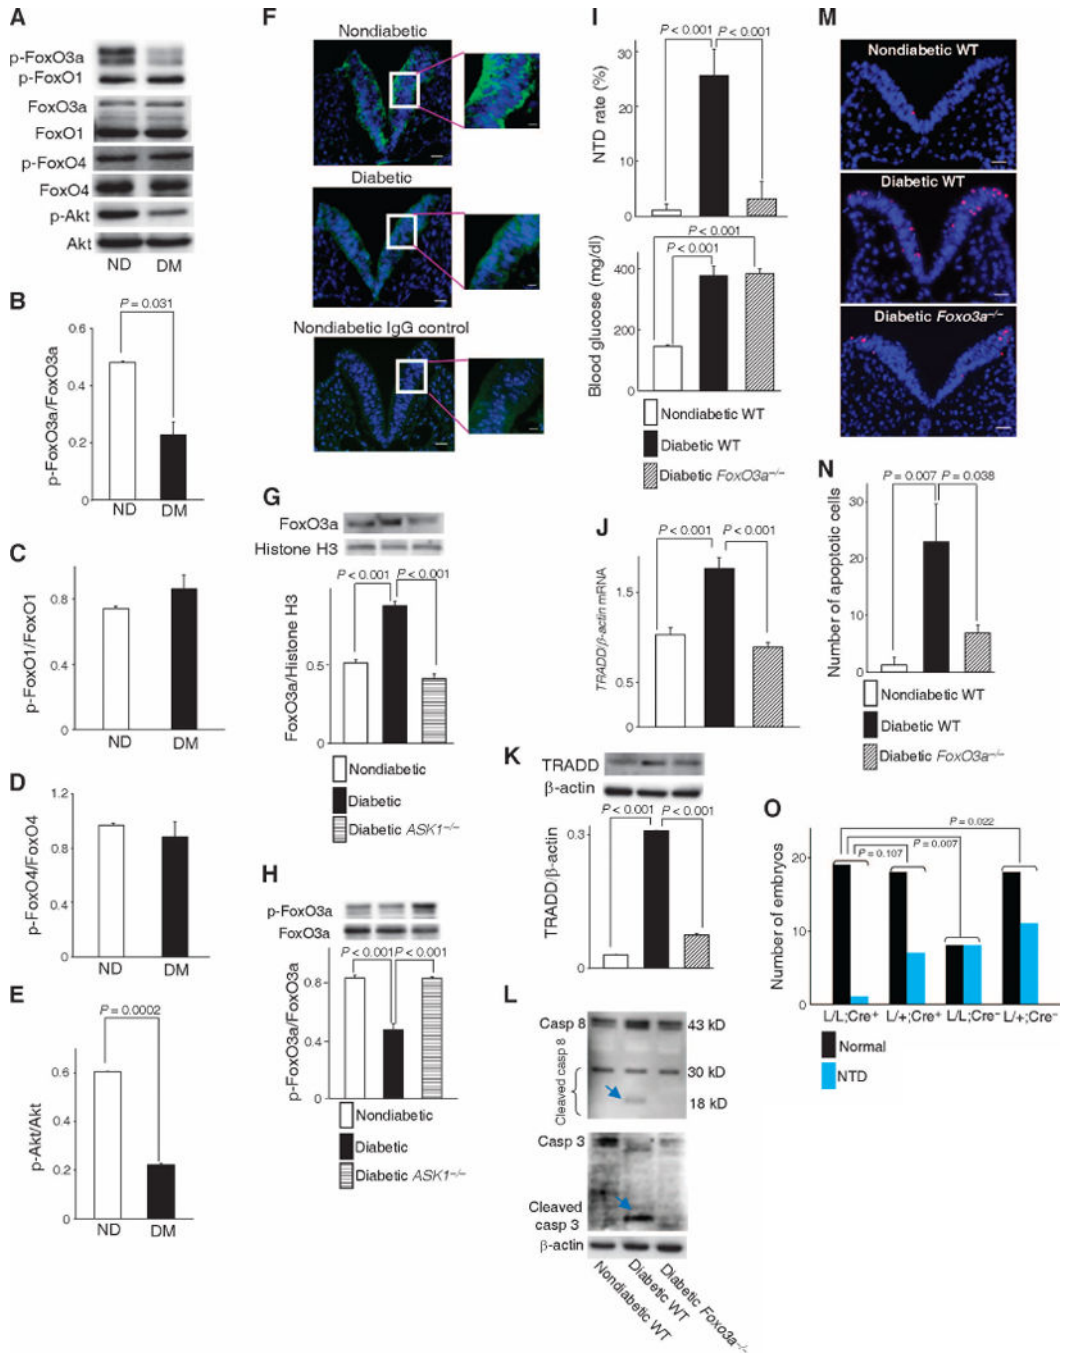 A
p-FoxO3a
p-FoxO1
FoxO3a
FoxO1
p-FoxO4
FoxO4
p-Akt
Akt
ND DM
B
P = 0.031
p-FoxO3a/FoxO3a
0.6
0.4
0.2
0
ND DM
C
p-FoxO1/FoxO1
0.8
0.4
0
ND DM
D
p-FoxO4/FoxO4
1.2
0.8
0.4
0
ND DM
E
P = 0.0002
p-Akt/Akt
0.6
0.4
0.2
0
ND DM
F
Nondiabetic
Diabetic
Nondiabetic IgG control
G
FoxO3a
Histone H3
P < 0.001 P < 0.001
FoxO3a/Histone H3
0.5
0
Nondiabetic
Diabetic
Diabetic ASK1−/−
H
p-FoxO3a
FoxO3a
P < 0.001 P < 0.001
p-FoxO3a/FoxO3a
0.8
0.4
0
Nondiabetic
Diabetic
Diabetic ASK1−/−
I
P < 0.001 P < 0.001
NTD rate (%)
30
20
10
0
P < 0.001
P < 0.001
Blood glucose (mg/dl)
400
200
0
Nondiabetic WT
Diabetic WT
Diabetic FoxO3a−/−
J
P < 0.001 P < 0.001
TRADD/β-actin mRNA
1.5
0.5
0
K
TRADD
β-actin
P < 0.001 P < 0.001
TRADD/β-actin
0.3
0
L
Casp 8
43 kD
Cleaved casp 8
30 kD
18 kD
Casp 3
Cleaved
casp 3
β-actin
Nondiabetic WT
Diabetic WT
Diabetic Foxo3a−/−
M
Nondiabetic WT
Diabetic WT
Diabetic Foxo3a−/−
N
P = 0.007 P = 0.038
Number of apoptotic cells
30
20
10
0
Nondiabetic WT
Diabetic WT
Diabetic FoxO3a−/−
O
P = 0.022
P = 0.007
P = 0.107
Number of embryos
20
10
0
L/L;Cre+ L/+;Cre+ L/L;Cre− L/+;Cre−
Normal
NTD